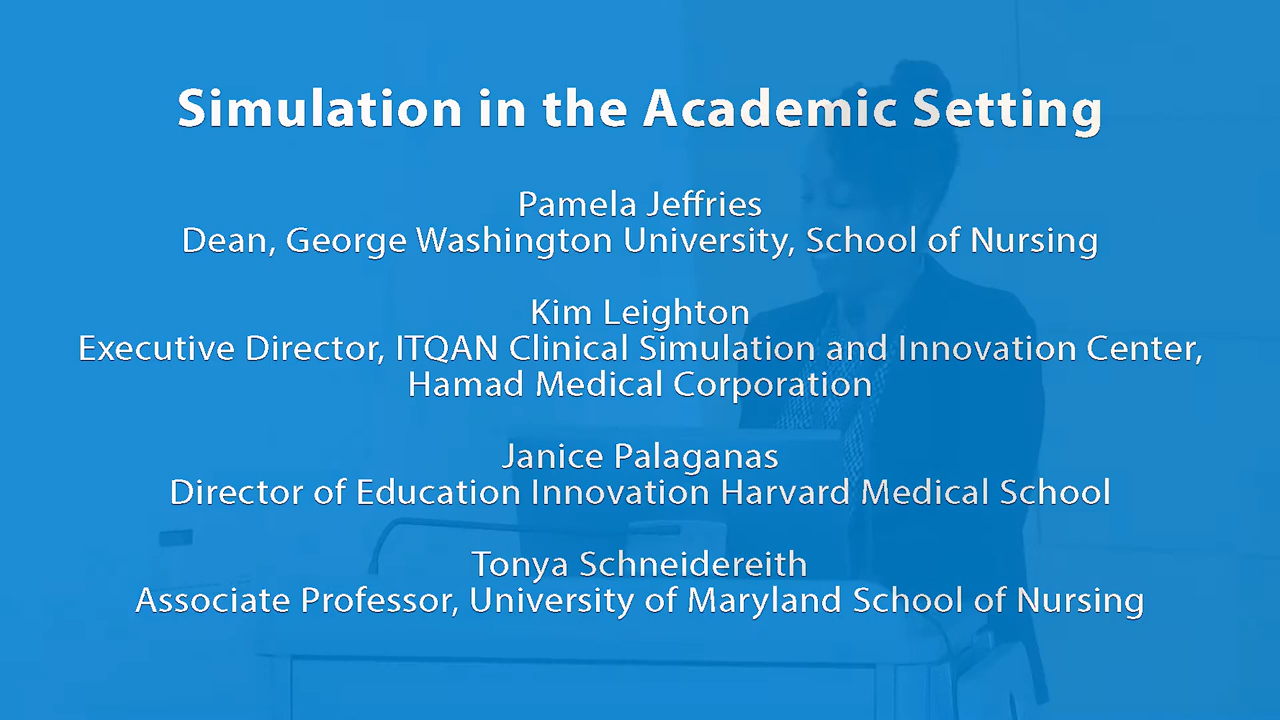 Simulation in the Academic Setting
Pamela Jeffries
Dean, George Washington University, School of Nursing
Kim Leighton
Executive Director, ITQAN Clinical Simulation and Innovation Center,
Hamad Medical Corporation
Janice Palaganas
Director of Education Innovation Harvard Medical School
Tonya Schneidereith
Associate Professor, University of Maryland School of Nursing